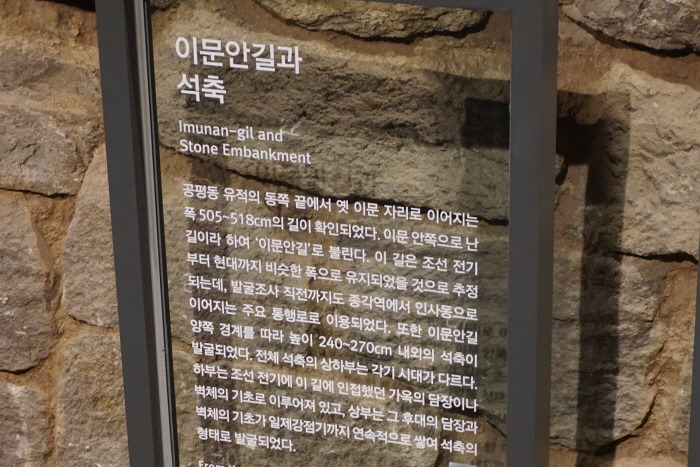 이문안길과
석축
Imunan-gil and
Stone Embankment
공평동 유적의 동쪽 끝에서 옛 이문 자리로 이어지는
폭 505~518cm의 길이 확인되었다. 이문 안쪽으로 난
길이라 하여 '이문안길'로 불린다. 이 길은 조선 전기
부터 현대까지 비슷한 폭으로 유지되었을 것으로 추정
되는데, 발굴조사 직전까지도 종각역에서 인사동으로
이어지는 주요 통행로로 이용되었다. 또한 이문안길
양쪽 경계를 따라 높이 240~270cm 내외의 석축이
발굴되었다. 전체 석축의 상하부는 각기 시대가 다르다.
하부는 조선 전기에 이 길에 인접했던 가옥의 담장이나
벽체의 기초로 이루어져 있고, 상부는 그 후대의 담장과
벽체의 기초가 일제강점기까지 연속적으로 쌓여 석축의
형태로 발굴되었다.
From